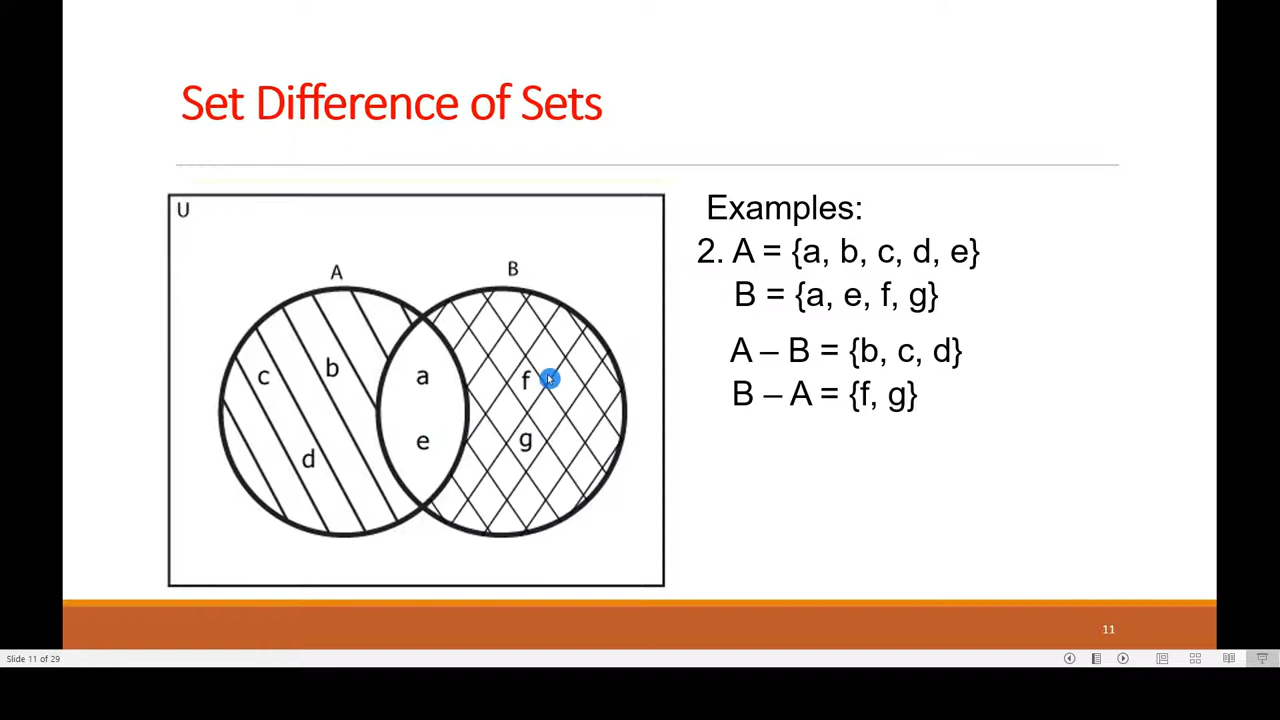 Set Difference of Sets
U
A
B
c
b
a
f
e
g
d
Examples:
2. A = {a, b, c, d, e}
B = {a, e, f, g}
A – B = {b, c, d}
B – A = {f, g}
11
Slide 11 of 29